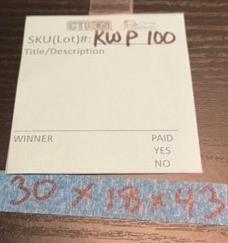 SKU(Lot)#: KWP 100
Title/Description
WINNER PAID
YES
NO
30 x 18 x 43